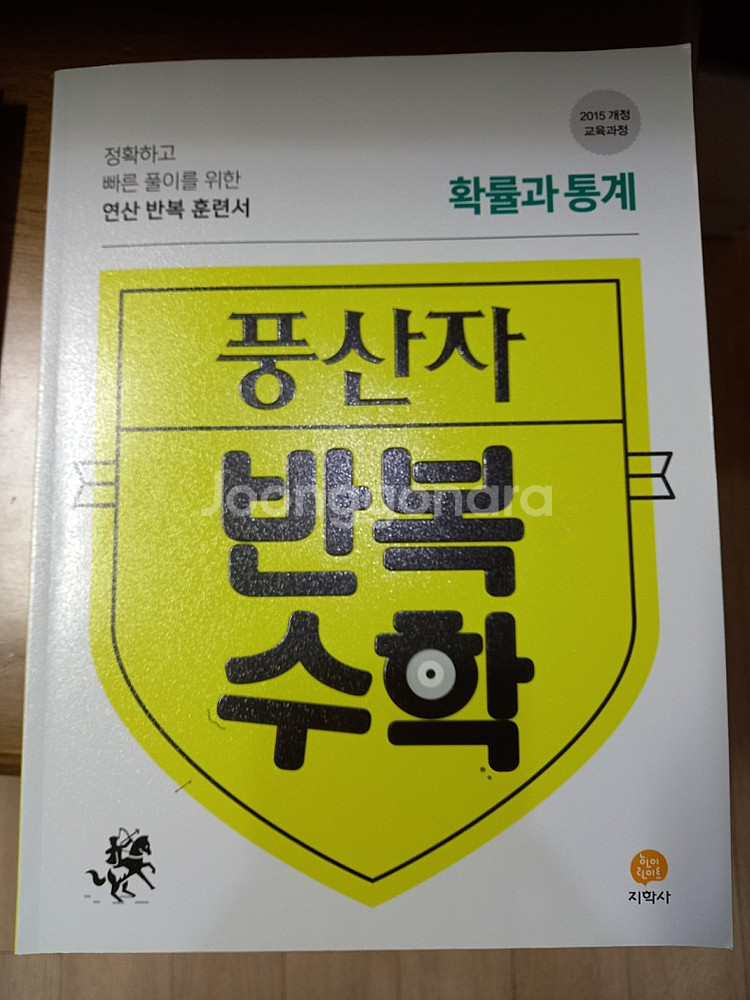 2015 개정
교육과정
정확하고
빠른 풀이를 위한
연산 반복 훈련서
확률과 통계
풍산자
반복
수학
Joonggonara
지학사